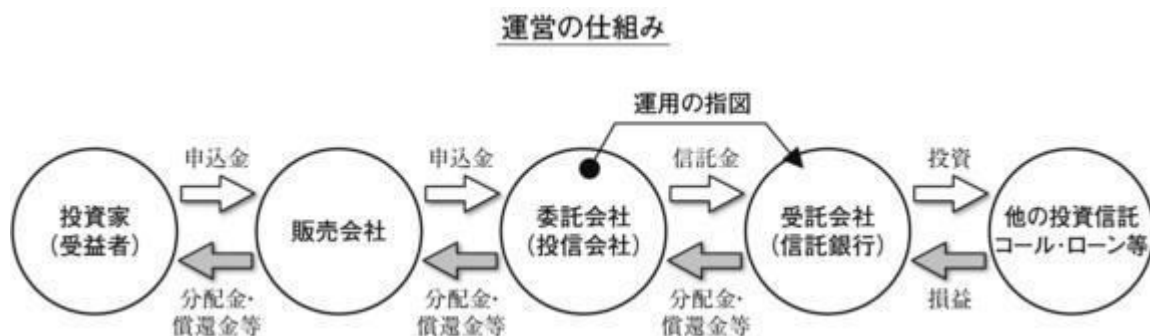 運営の仕組み
運用の指図
申込金
申込金
信託金
投資
投資家
(受益者)
販売会社
委託会社
(投信会社)
受託会社
(信託銀行)
他の投資信託
コール・ローン等
分配金・
償還金等
分配金・
償還金等
分配金・
償還金等
損益